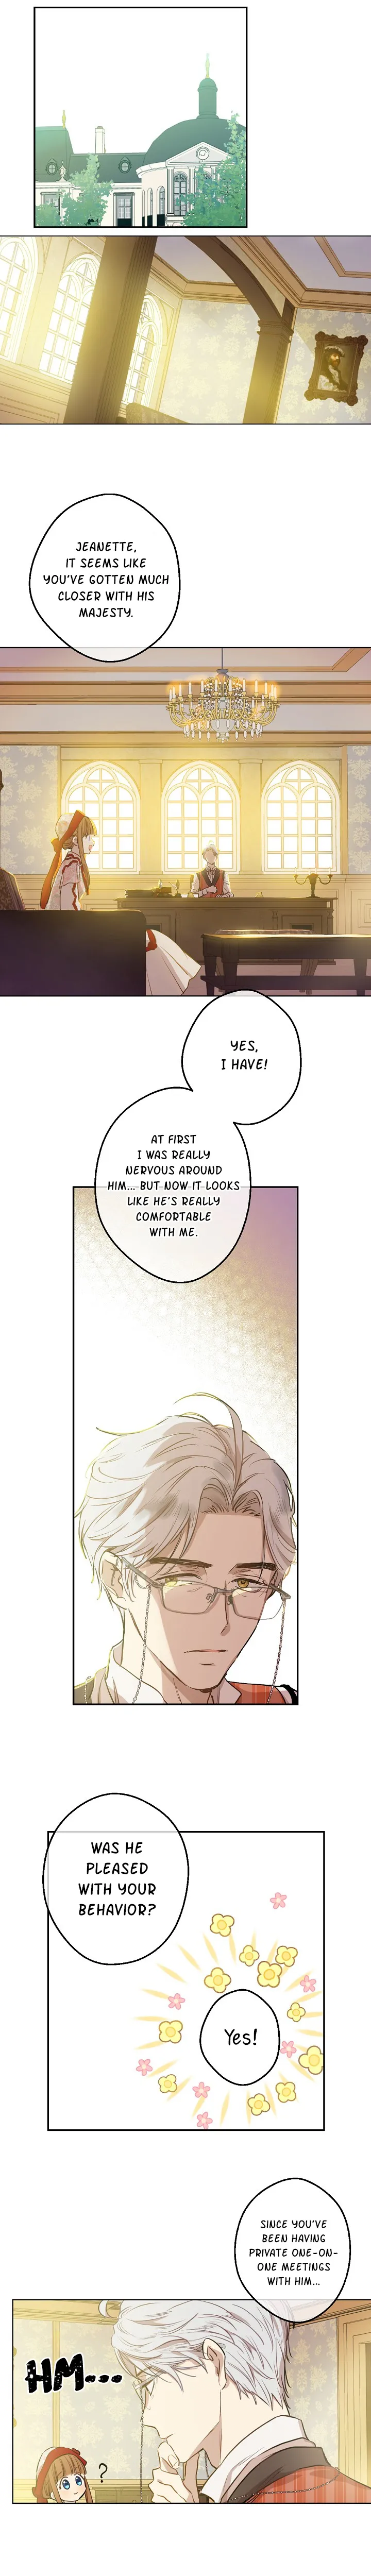 JEANETTE,
IT SEEMS LIKE
YOU'VE GOTTEN MUCH
CLOSER WITH HIS
MAJESTY.
YES,
I HAVE!
AT FIRST
I WAS REALLY
NERVOUS AROUND
HIM... BUT NOW IT LOOKS
LIKE HE'S REALLY
COMFORTABLE
WITH ME.
WAS HE
PLEASED
WITH YOUR
BEHAVIOR?
Yes!
SINCE YOU'VE
BEEN HAVING
PRIVATE ONE-ON-
ONE MEETINGS
WITH HIM...
HM...
?